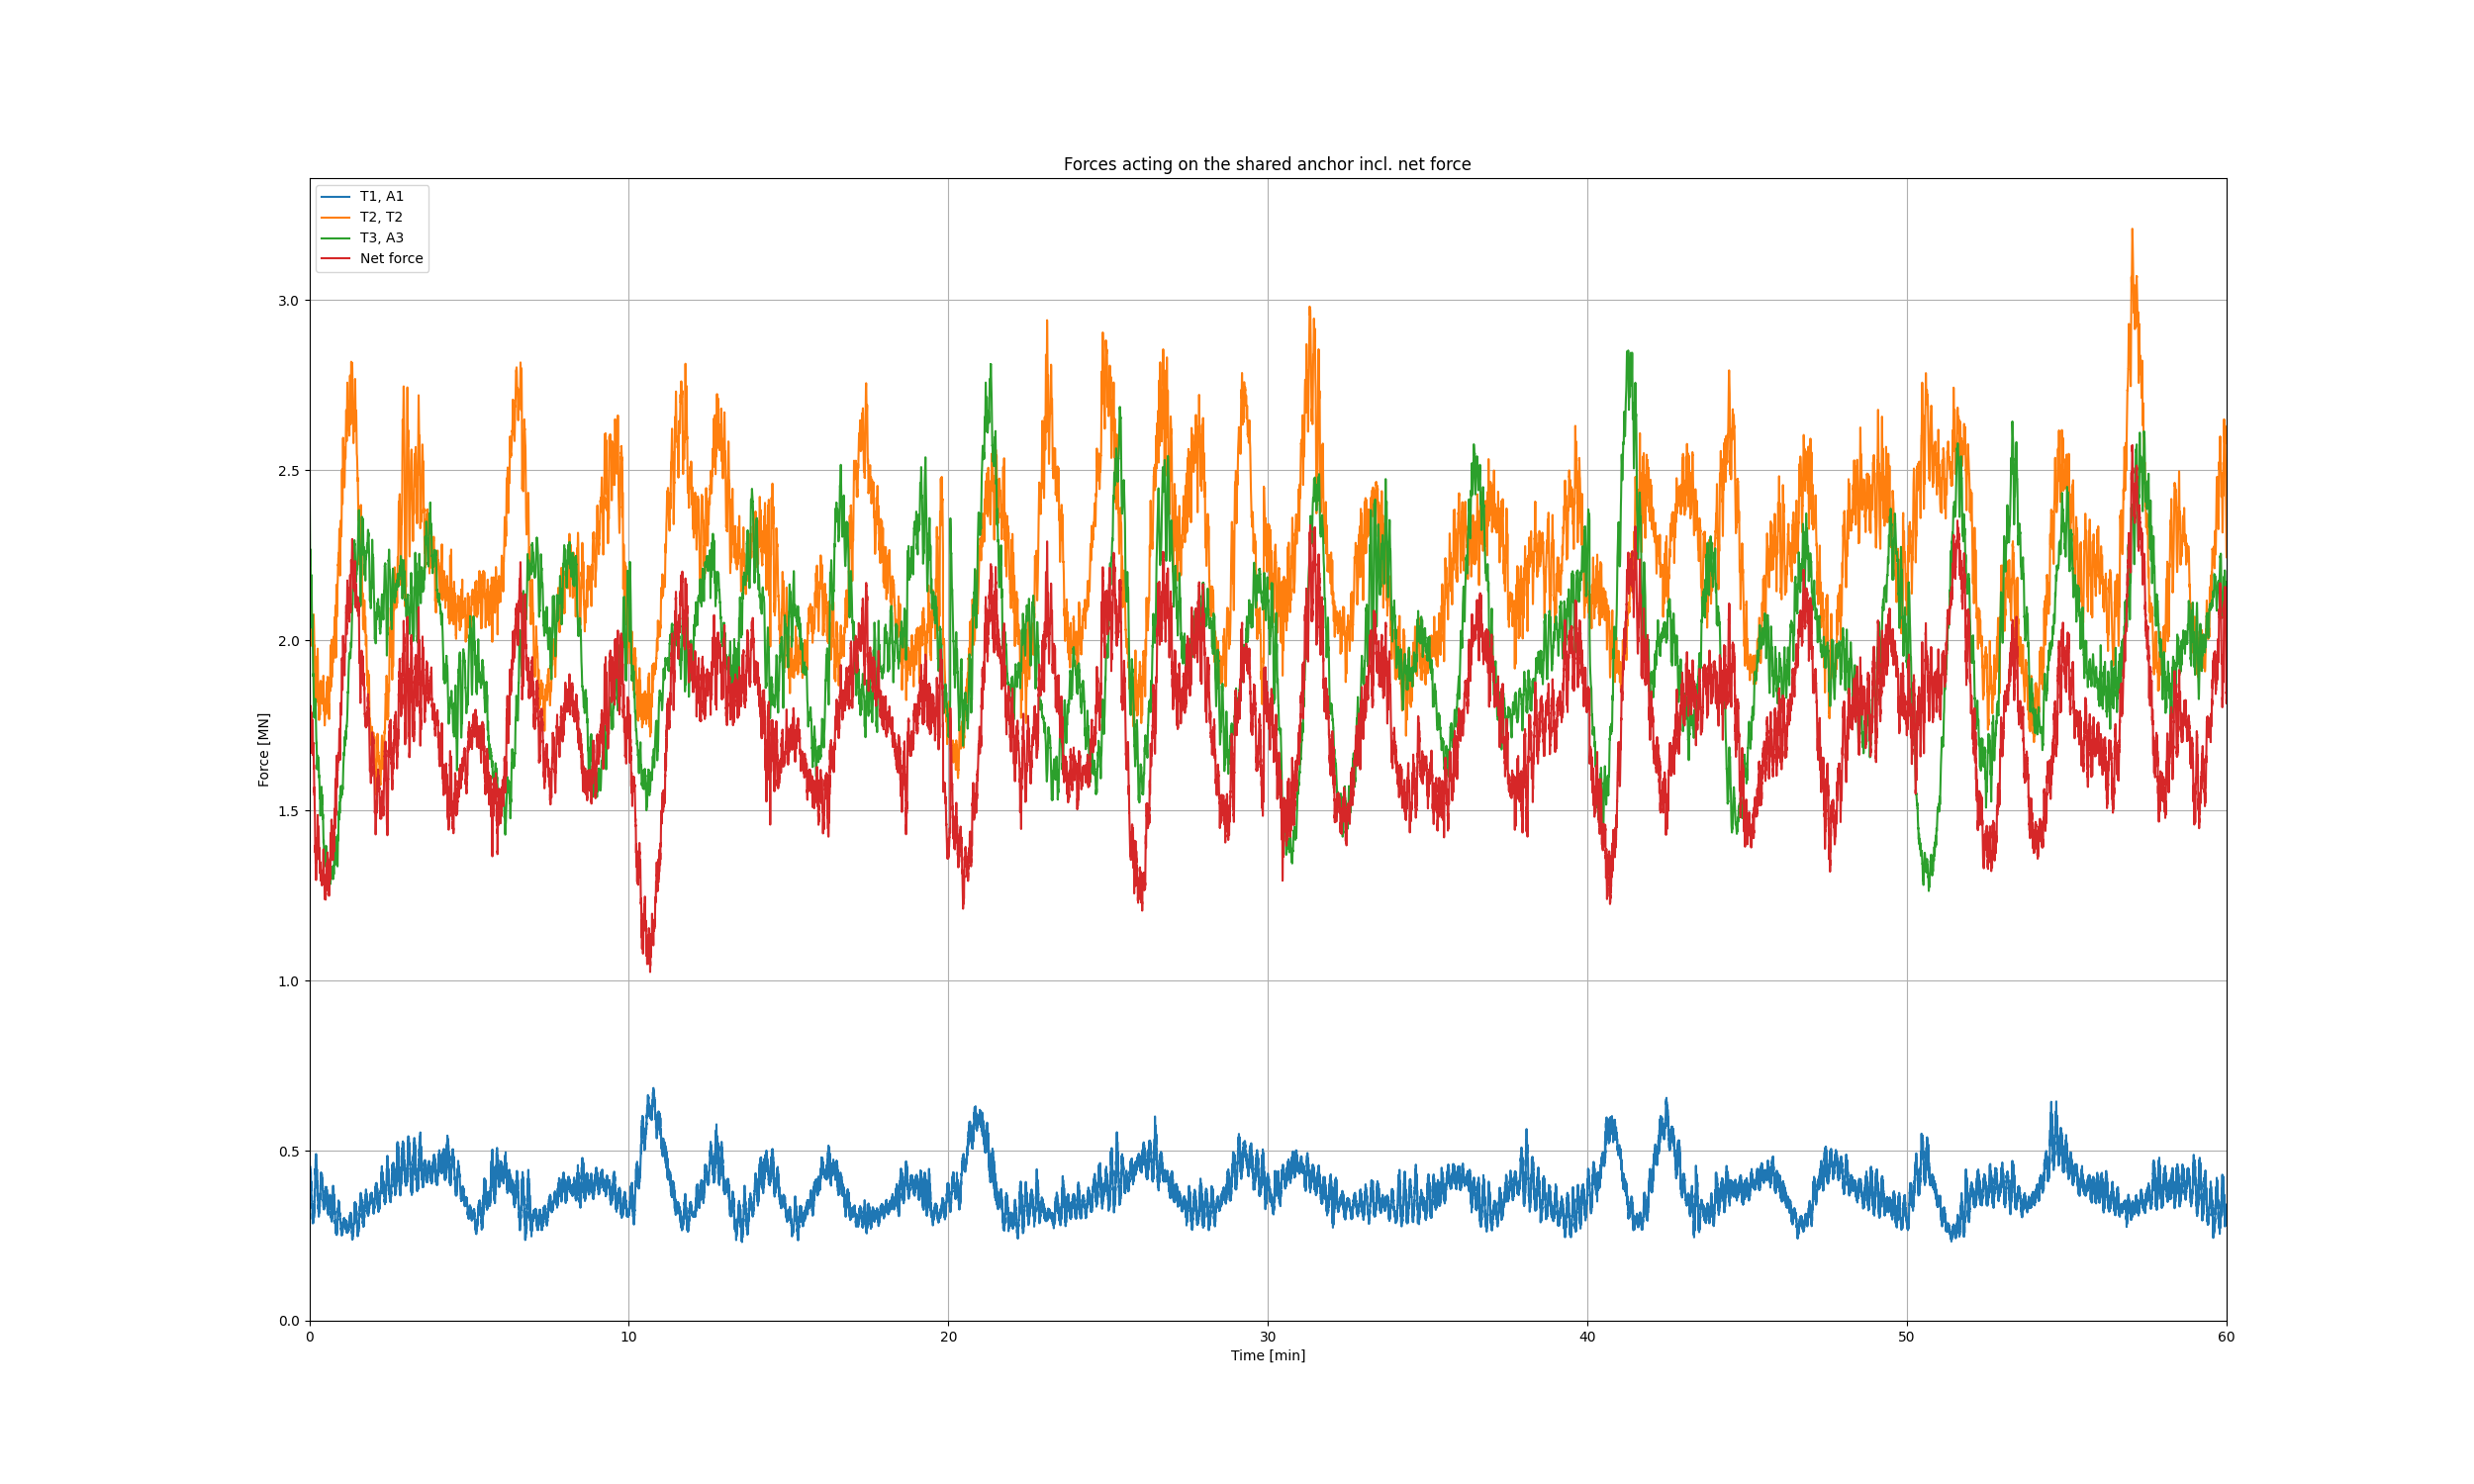 Forces acting on the shared anchor incl. net force
T1, A1
T2, T2
T3, A3
Net force
Force [MN]
3.0
2.5
2.0
1.5
1.0
0.5
0.0
0 10 20 30 40 50 60
Time [min]